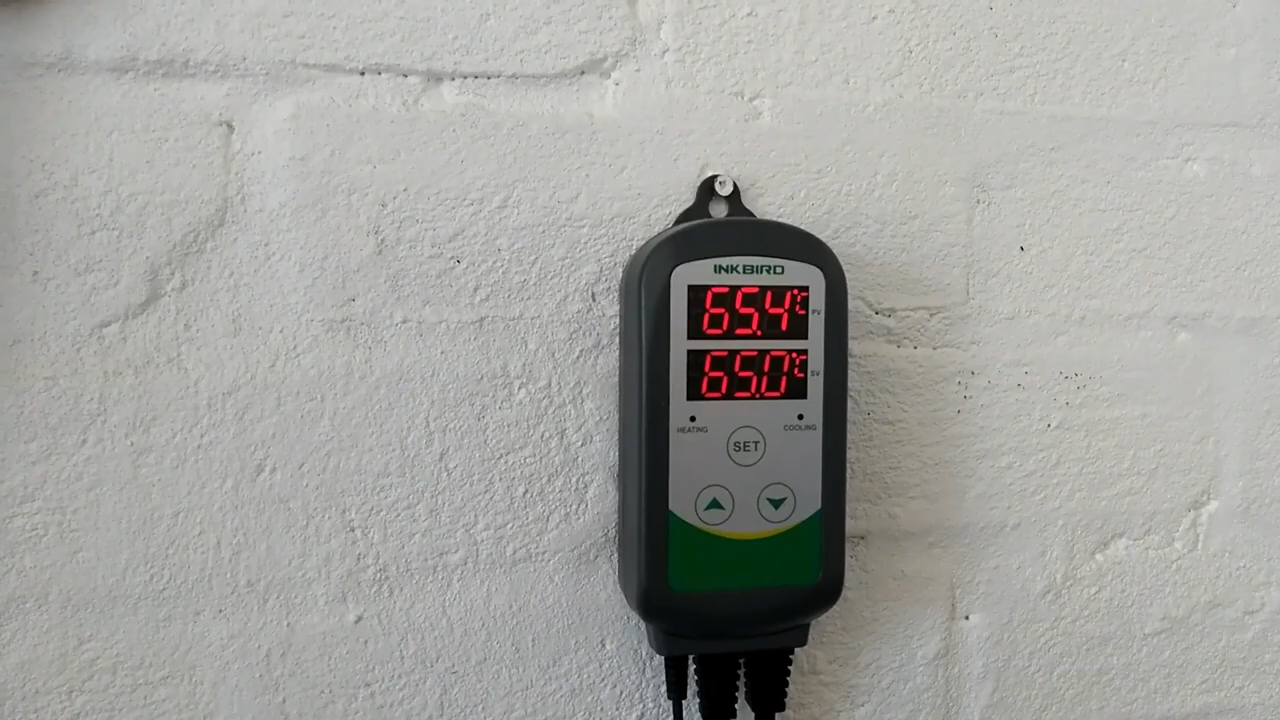 INKBIRD
65.4℃ PV
65.0℃ SV
HEATING COOLING
SET